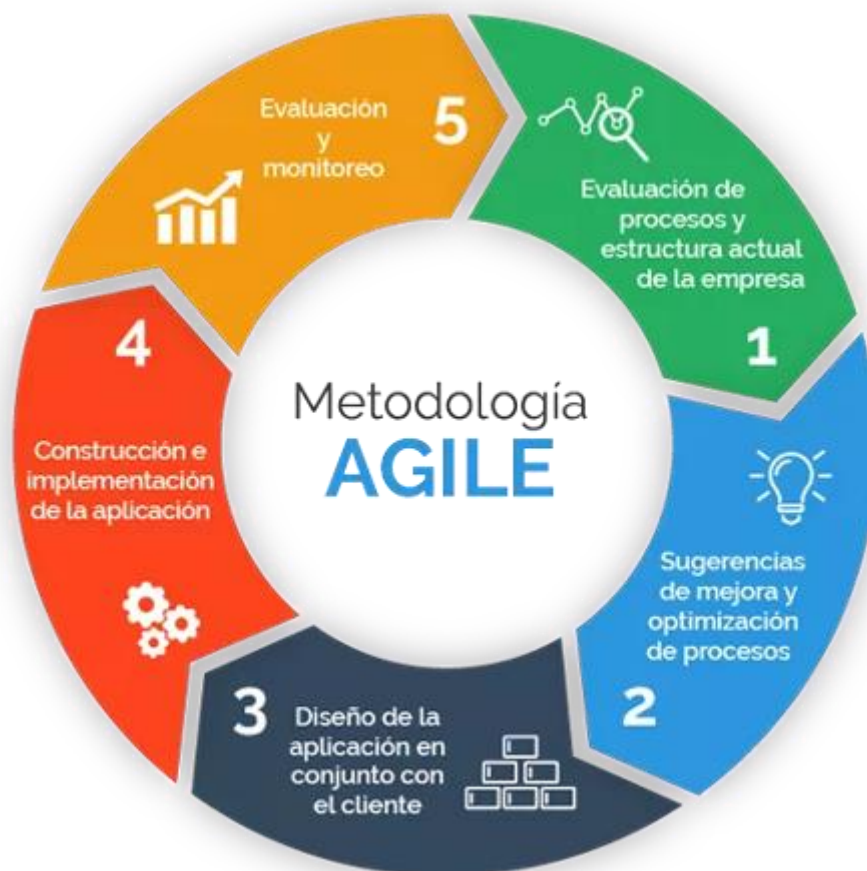 Metodología
AGILE
Evaluación de
procesos y
estructura actual
de la empresa
1
Sugerencias
de mejora y
optimización
de procesos
2
3
Diseño de la
aplicación en
conjunto con
el cliente
4
Construcción e
implementación
de la aplicación
Evaluación
y
monitoreo
5